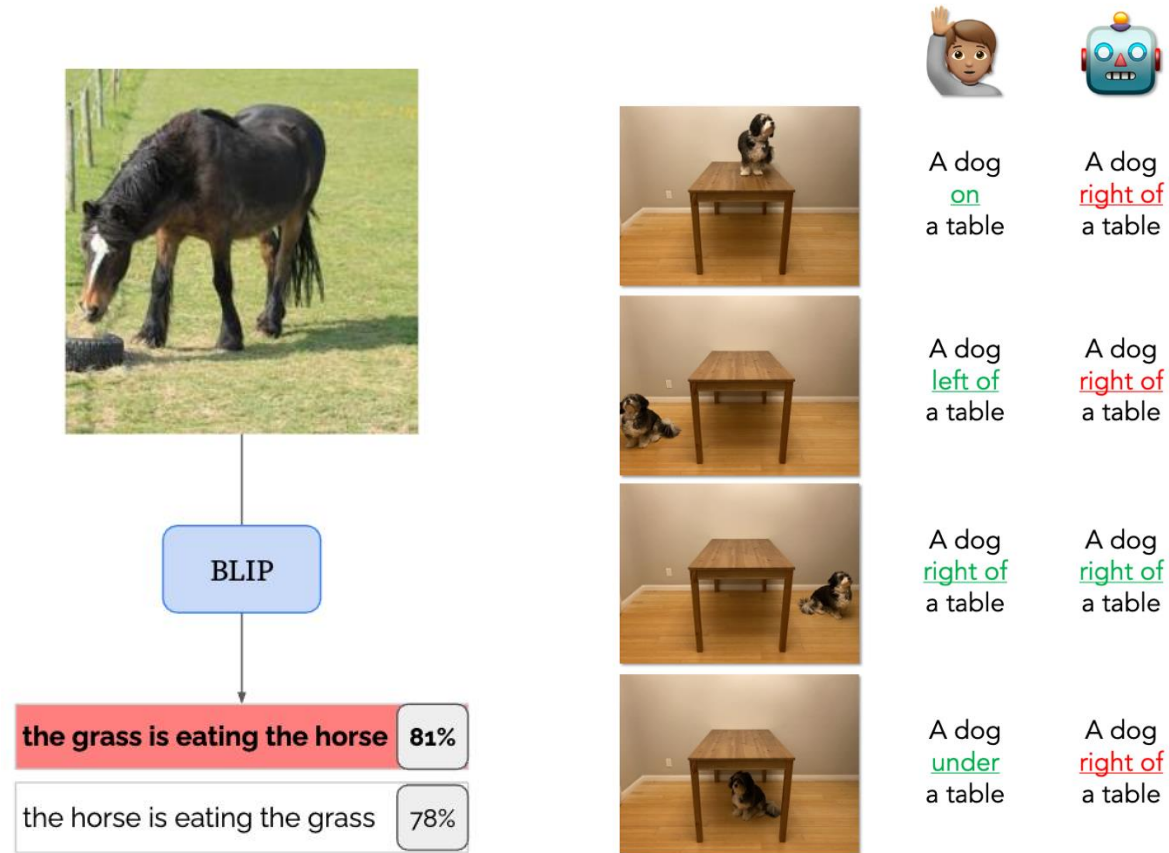 BLIP
the grass is eating the horse 81%
the horse is eating the grass 78%
A dog
on
a table
A dog
right of
a table
A dog
left of
a table
A dog
right of
a table
A dog
right of
a table
A dog
right of
a table
A dog
under
a table
A dog
right of
a table